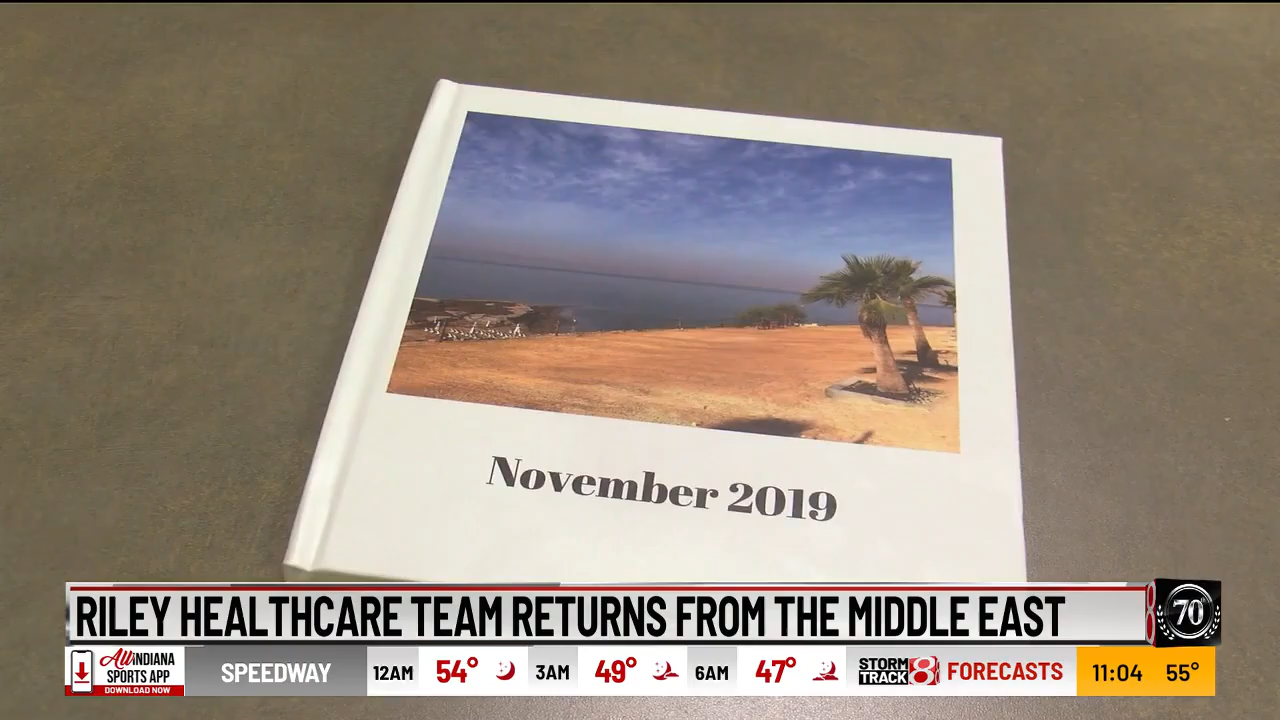 November 2019
RILEY HEALTHCARE TEAM RETURNS FROM THE MIDDLE EAST
70
All INDIANA
SPORTS APP
DOWNLOAD NOW
SPEEDWAY
12AM 54° 3AM 49° 6AM 47°
STORM
TRACK 8
FORECASTS
11:04 55°
8